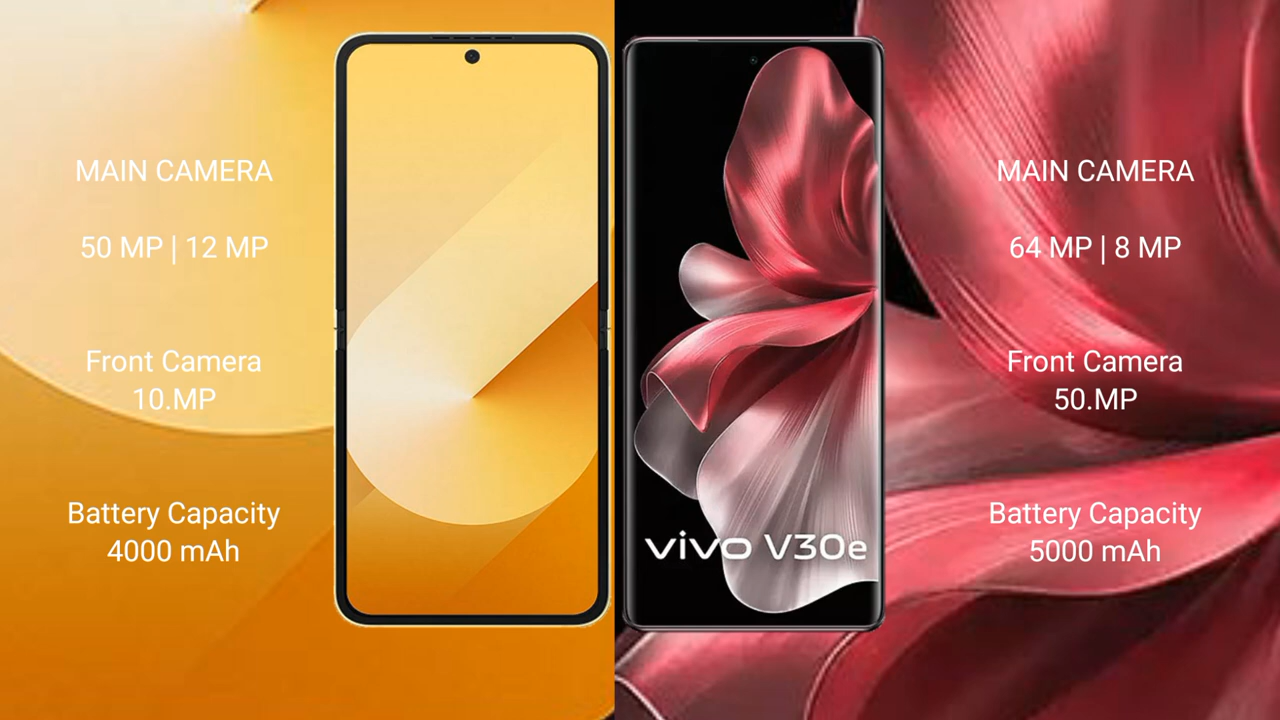 MAIN CAMERA
50 MP | 12 MP
Front Camera
10.MP
Battery Capacity
4000 mAh
vivo V30e
MAIN CAMERA
64 MP | 8 MP
Front Camera
50.MP
Battery Capacity
5000 mAh